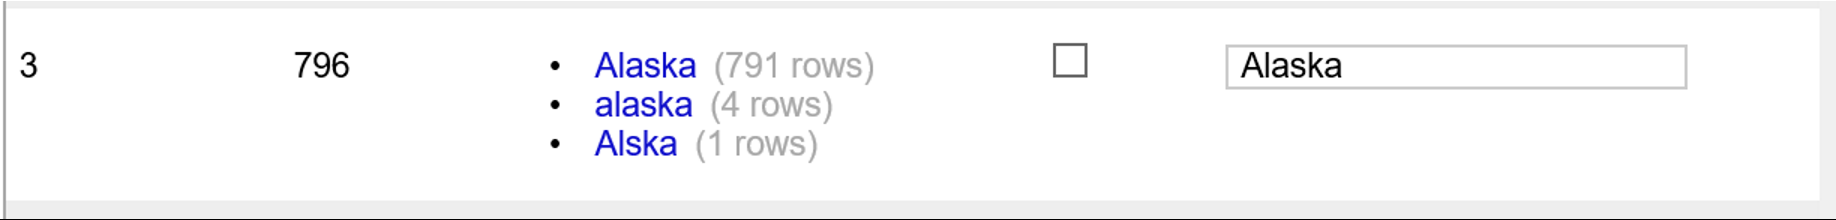 3 796 • Alaska (791 rows) Alaska
• alaska (4 rows)
• Alska (1 rows)